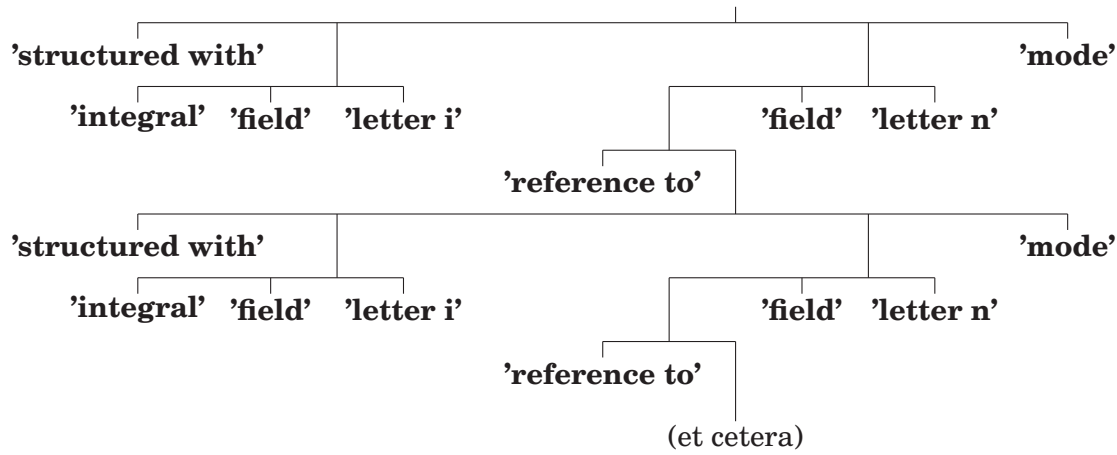 ’structured with’ ’mode’
’integral’ ’field’ ’letter i’ ’field’ ’letter n’
’reference to’
’structured with’ ’mode’
’integral’ ’field’ ’letter i’ ’field’ ’letter n’
’reference to’
(et cetera)